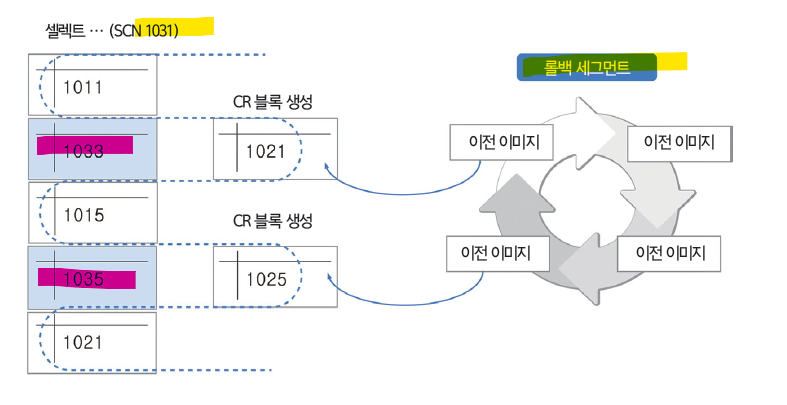 셀렉트 … (SCN 1031)
롤백 세그먼트
1011
CR 블록 생성
1033
1021
이전 이미지
이전 이미지
1015
CR 블록 생성
이전 이미지
이전 이미지
1035
1025
1021